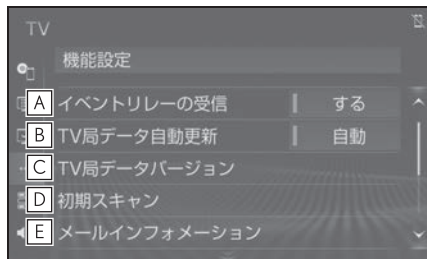 TV
機能設定
A イベントリレーの受信 する
B TV局データ自動更新 自動
C TV局データバージョン
D 初期スキャン
E メールインフォメーション